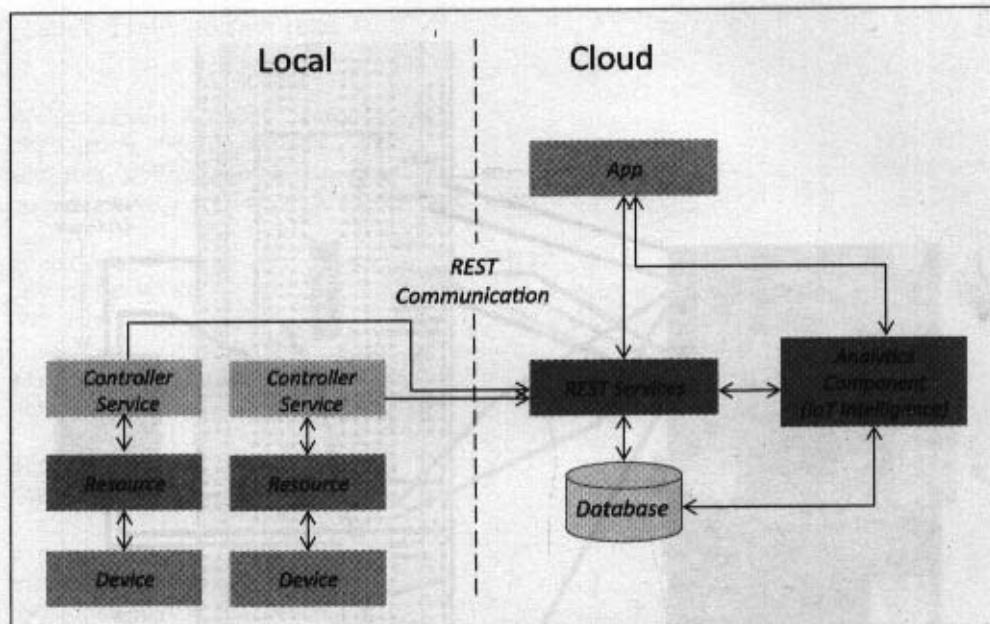 Local
Cloud
App
REST
Communication
Controller
Service
Controller
Service
REST Services
Analytics
Component
(IoT Intelligence)
Resource
Resource
Database
Device
Device